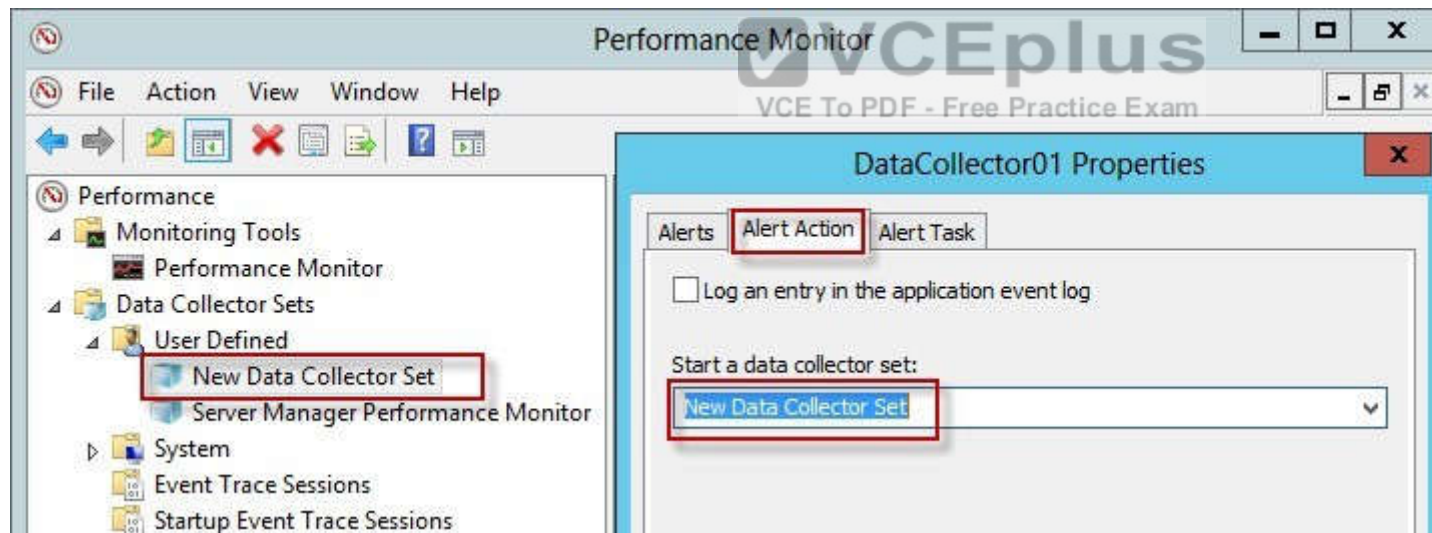 Performance Monitor
VCEplus
VCE To PDF - Free Practice Exam
File Action View Window Help
Performance
Monitoring Tools
Performance Monitor
Data Collector Sets
User Defined
New Data Collector Set
Server Manager Performance Monitor
System
Event Trace Sessions
Startup Event Trace Sessions
DataCollector01 Properties
Alerts Alert Action Alert Task
Log an entry in the application event log
Start a data collector set:
New Data Collector Set